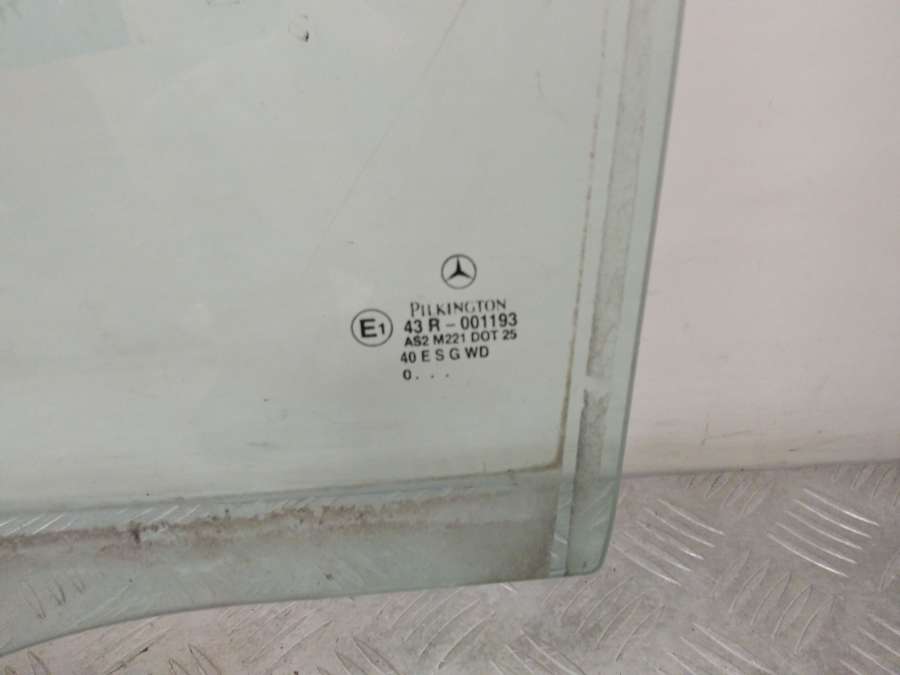 PILKINGTON
E1 43 R - 001193
AS2 M221 DOT 25
40 E S G WD
0. . .